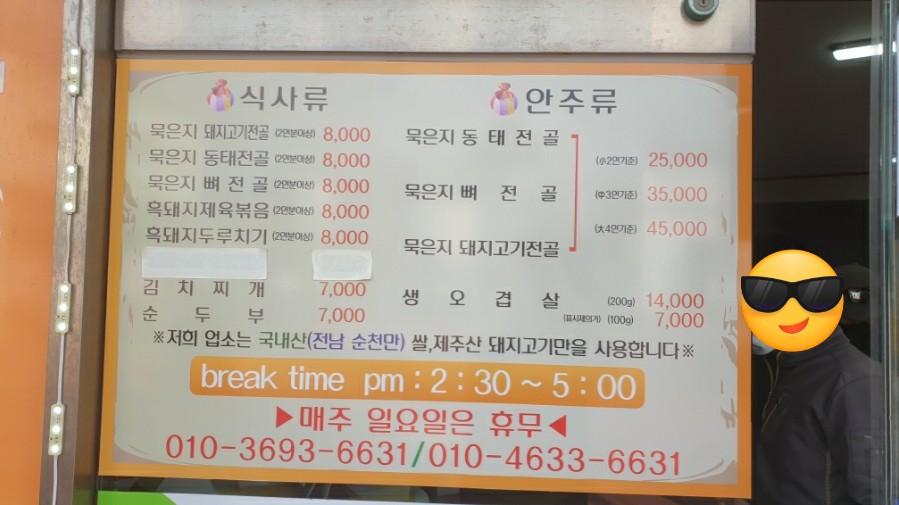 식사류
묵은지 돼지고기전골 (2인분이상) 8,000
묵은지 동태전골 (2인분이상) 8,000
묵은지 뼈 전 골 (2인분이상) 8,000
흑돼지제육볶음 (2인분이상) 8,000
흑돼지두루치기 (2인분이상) 8,000
김 치 찌 개 7,000
순 두 부 7,000
안주류
묵은지 동 태 전 골
묵은지 뼈 전 골
묵은지 돼지고기전골
(小2인기준) 25,000
(中3인기준) 35,000
(大4인기준) 45,000
생 오 겹 살 (200g) 14,000
(표시제의거) (100g) 7,000
※저희 업소는 국내산(전남 순천만) 쌀,제주산 돼지고기만을 사용합니다※
break time pm : 2 : 30 ~ 5 : 00
▶매주 일요일은 휴무◀
010-3693-6631/010-4633-6631